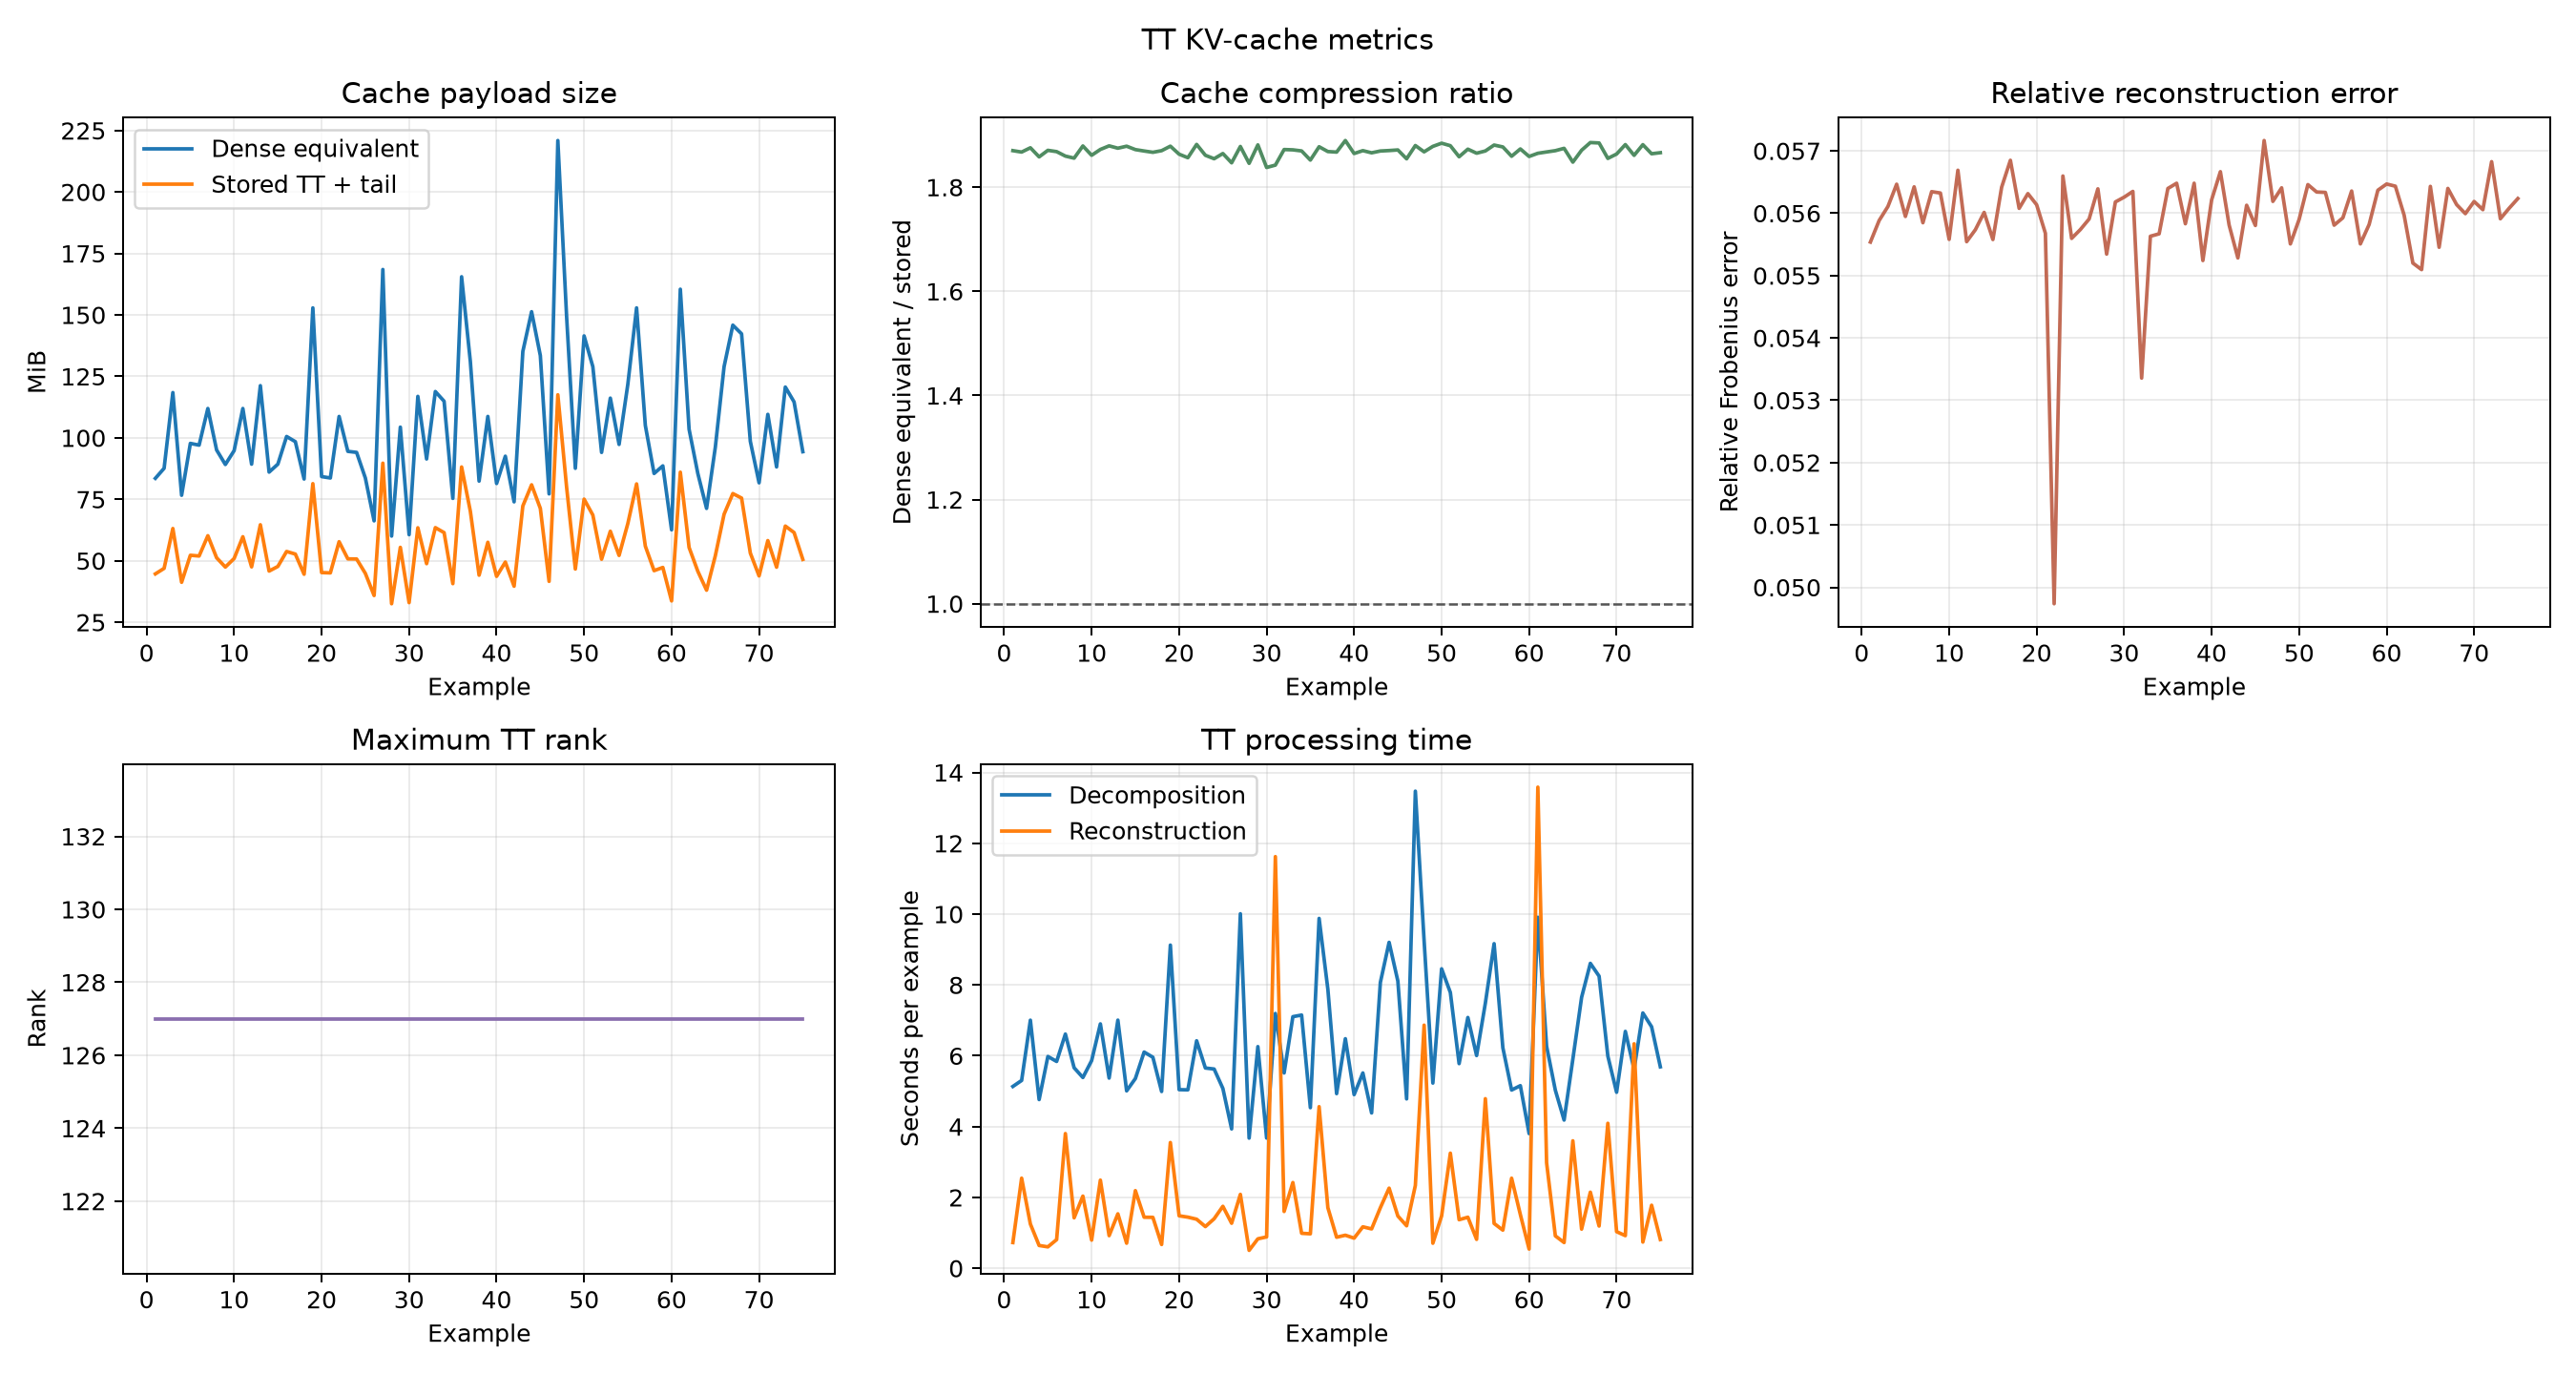 TT KV-cache metrics
Cache payload size
225
200
175
150
125
100
75
50
25
MiB
Dense equivalent
Stored TT + tail
0 10 20 30 40 50 60 70
Example
Cache compression ratio
1.8
1.6
1.4
1.2
1.0
Dense equivalent / stored
0 10 20 30 40 50 60 70
Example
Relative reconstruction error
0.057
0.056
0.055
0.054
0.053
0.052
0.051
0.050
Relative Frobenius error
0 10 20 30 40 50 60 70
Example
Maximum TT rank
132
130
128
126
124
122
Rank
0 10 20 30 40 50 60 70
Example
TT processing time
14
12
10
8
6
4
2
0
Seconds per example
Decomposition
Reconstruction
0 10 20 30 40 50 60 70
Example